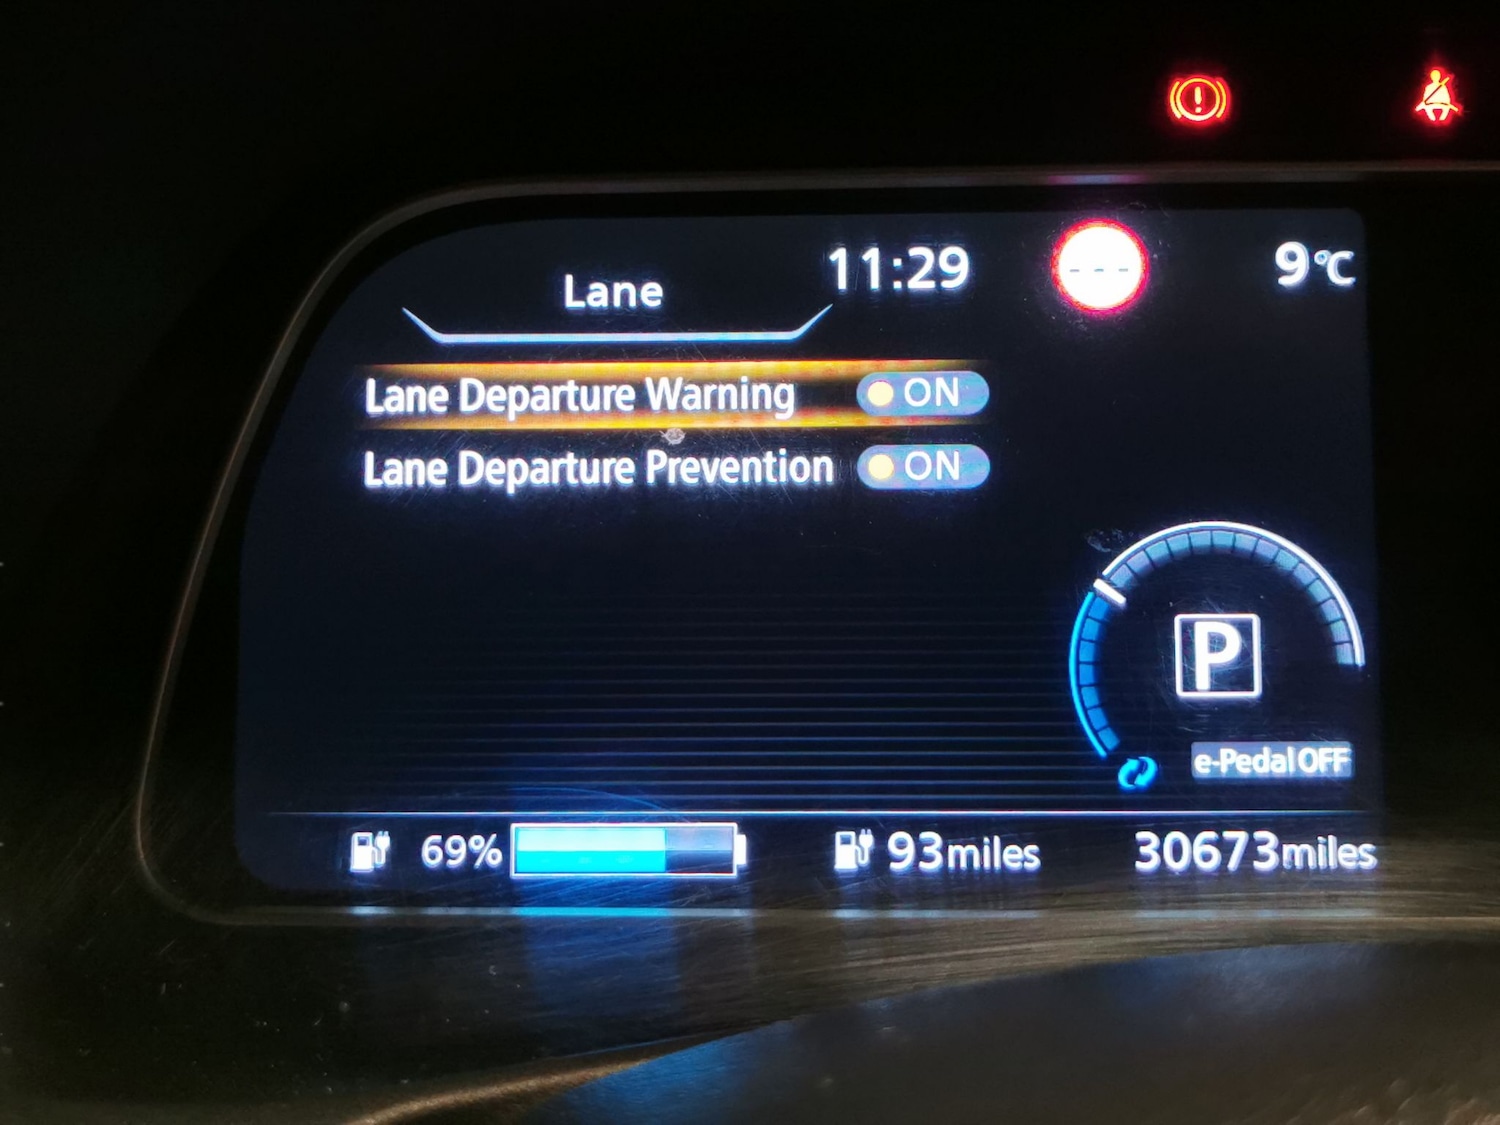 Lane
11:29
---
9°C
Lane Departure Warning ON
Lane Departure Prevention ON
P
e-Pedal OFF
69%
93miles
30673miles